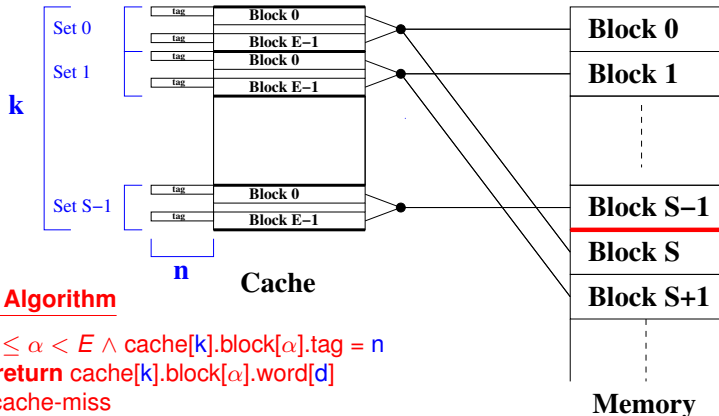 tag Block 0 Block 0
Set 0
tag Block E−1
tag Block 0 Block 1
Set 1
tag Block E−1
k
tag Block 0 Block S−1
Set S−1
tag Block E−1
Block S
n
Cache
Block S+1
Algorithm
≤ α < E ∧ cache[k].block[α].tag = n
return cache[k].block[α].word[d]
cache-miss
Memory